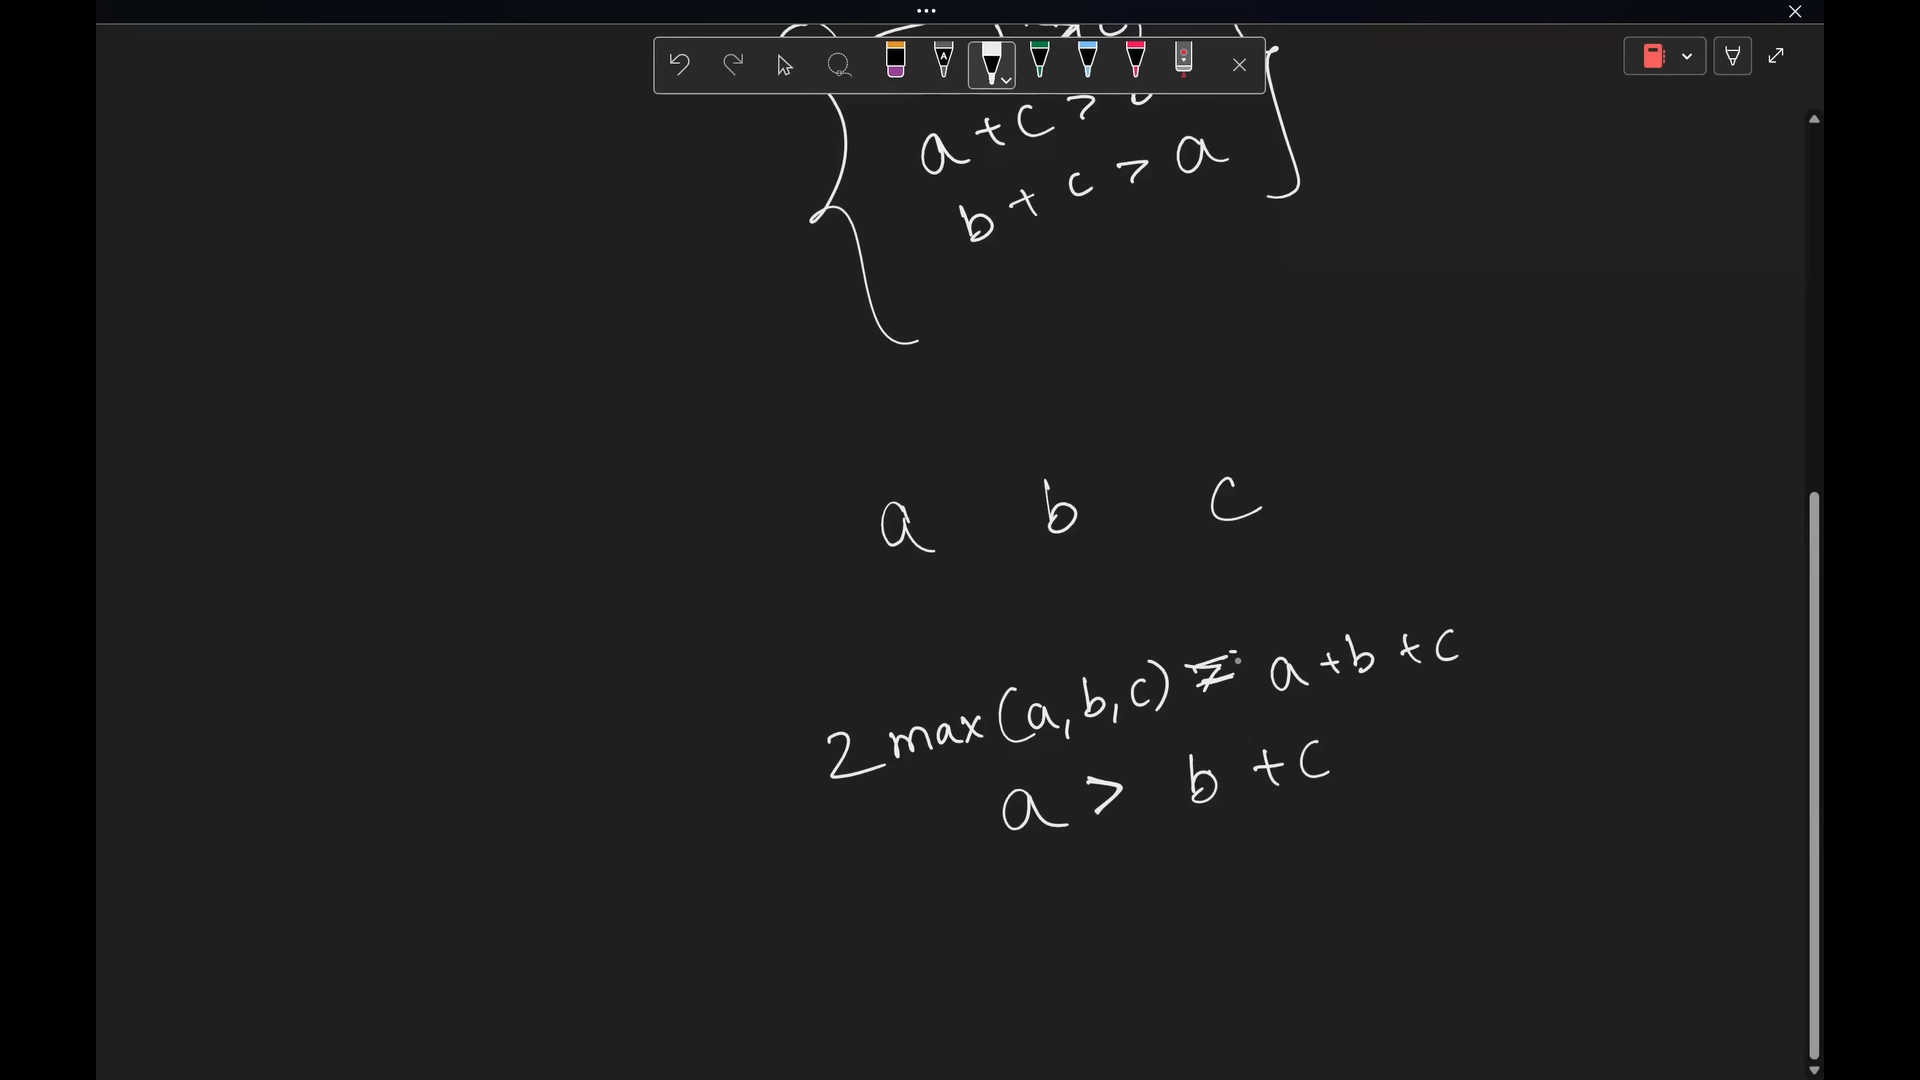 a + c >
b + c > a
a b c
2 max(a, b, c) a + b + c
a > b + c